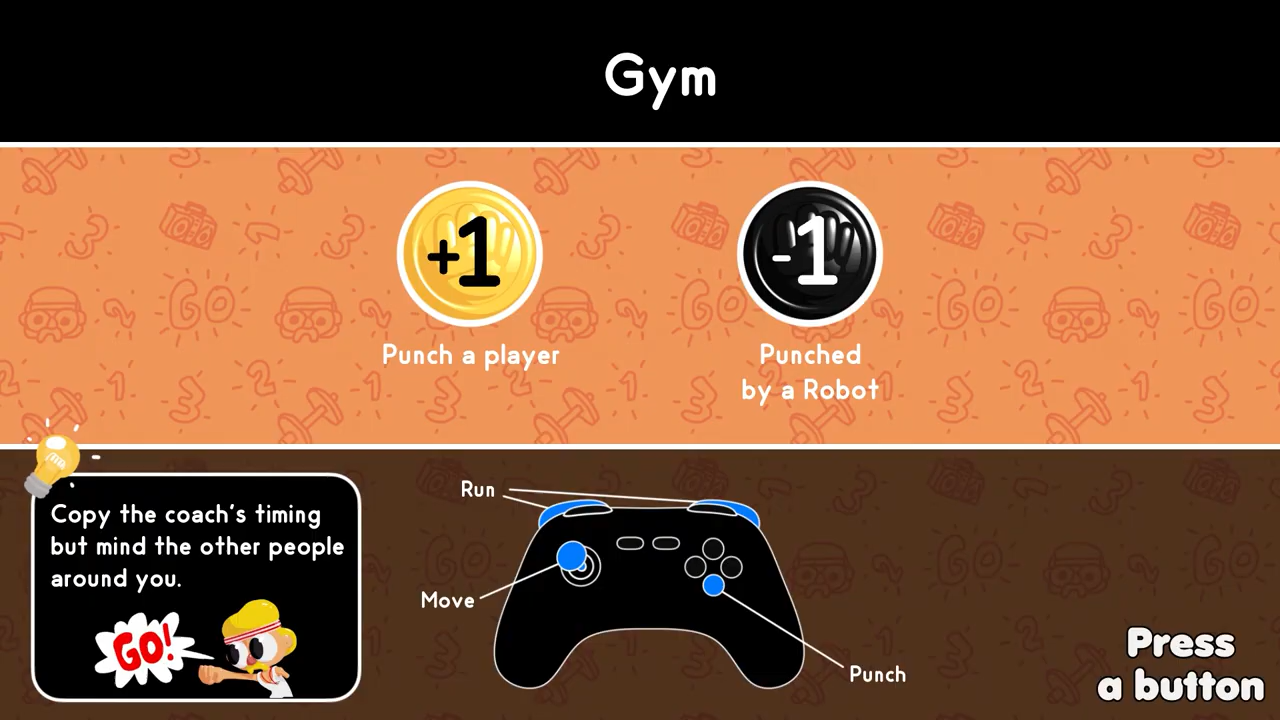 Gym
+1
-1
Punch a player
Punched
by a Robot
Copy the coach's timing
but mind the other people
around you.
GO!
Run
Move
Punch
Press
a button